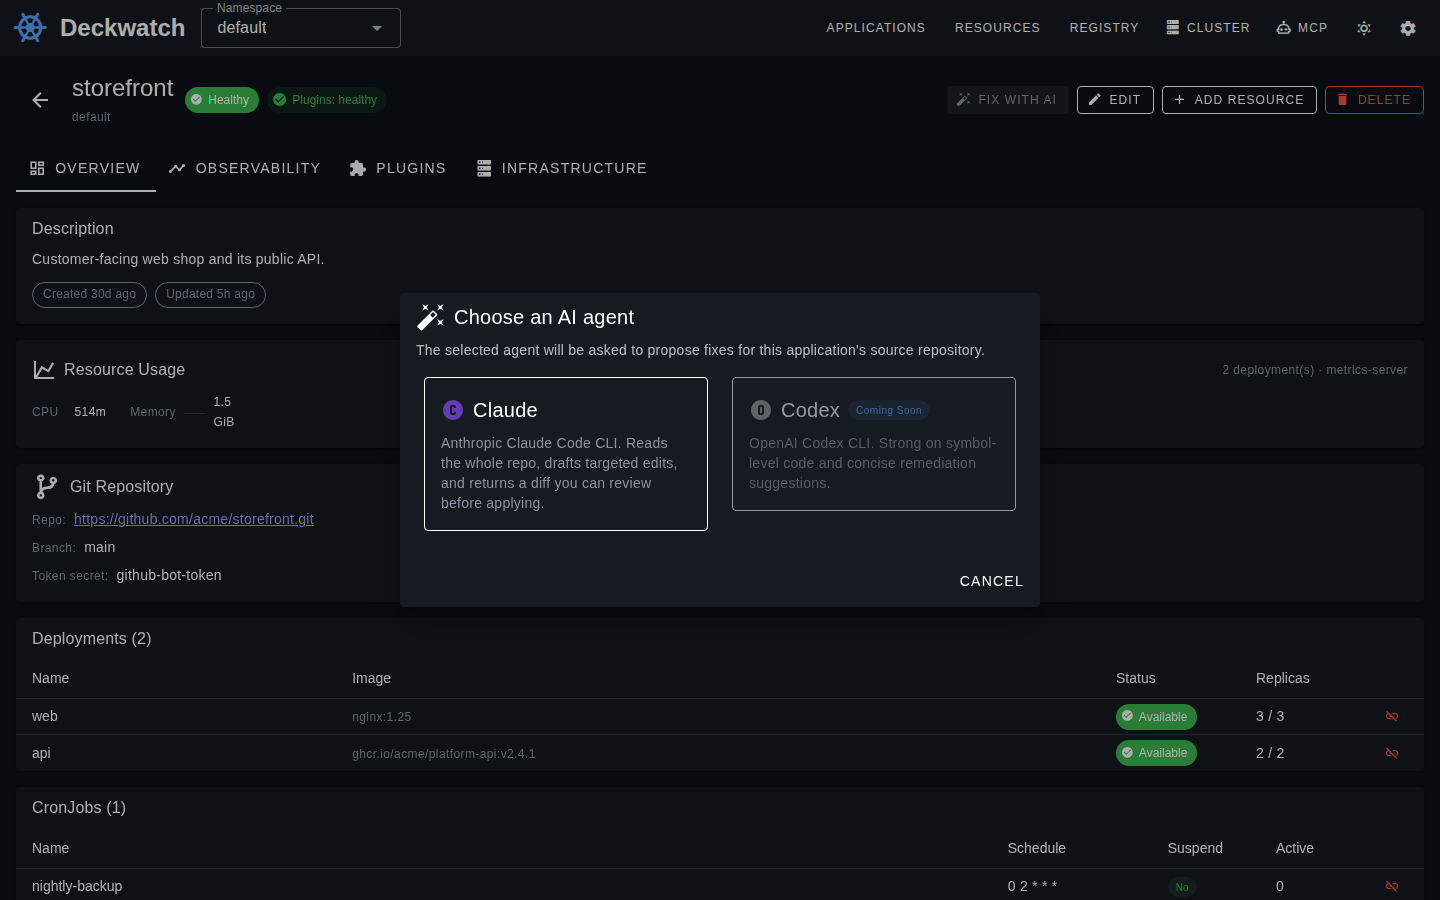 Deckwatch
Namespace
default
APPLICATIONS
RESOURCES
REGISTRY
CLUSTER
MCP
storefront
default
Healthy
Plugins: healthy
FIX WITH AI
EDIT
ADD RESOURCE
DELETE
OVERVIEW
OBSERVABILITY
PLUGINS
INFRASTRUCTURE
Description
Customer-facing web shop and its public API.
Created 30d ago
Updated 5h ago
Resource Usage
2 deployment(s) · metrics-server
CPU 514m Memory 1.5
GiB
Git Repository
Repo: https://github.com/acme/storefront.git
Branch: main
Token secret: github-bot-token
Choose an AI agent
The selected agent will be asked to propose fixes for this application's source repository.
C Claude
Anthropic Claude Code CLI. Reads
the whole repo, drafts targeted edits,
and returns a diff you can review
before applying.
O Codex Coming Soon
OpenAI Codex CLI. Strong on symbol-
level code and concise remediation
suggestions.
CANCEL
Deployments (2)
Name Image Status Replicas
web nginx:1.25 Available 3 / 3
api ghcr.io/acme/platform-api:v2.4.1 Available 2 / 2
CronJobs (1)
Name Schedule Suspend Active
nightly-backup 0 2 * * * No 0